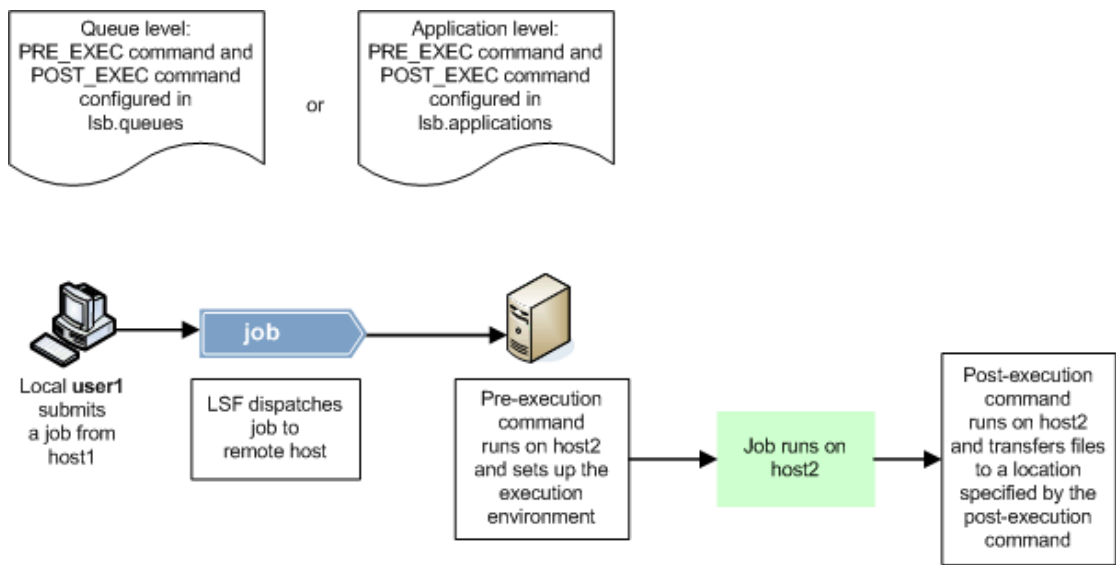 Queue level:
PRE_EXEC command and
POST_EXEC command
configured in
lsb.queues
or
Application level:
PRE_EXEC command and
POST_EXEC command
configured in
lsb.applications
job
Local user1
submits
a job from
host1
LSF dispatches
job to
remote host
Pre-execution
command
runs on host2
and sets up the
execution
environment
Job runs on
host2
Post-execution
command
runs on host2
and transfers files
to a location
specified by the
post-execution
command